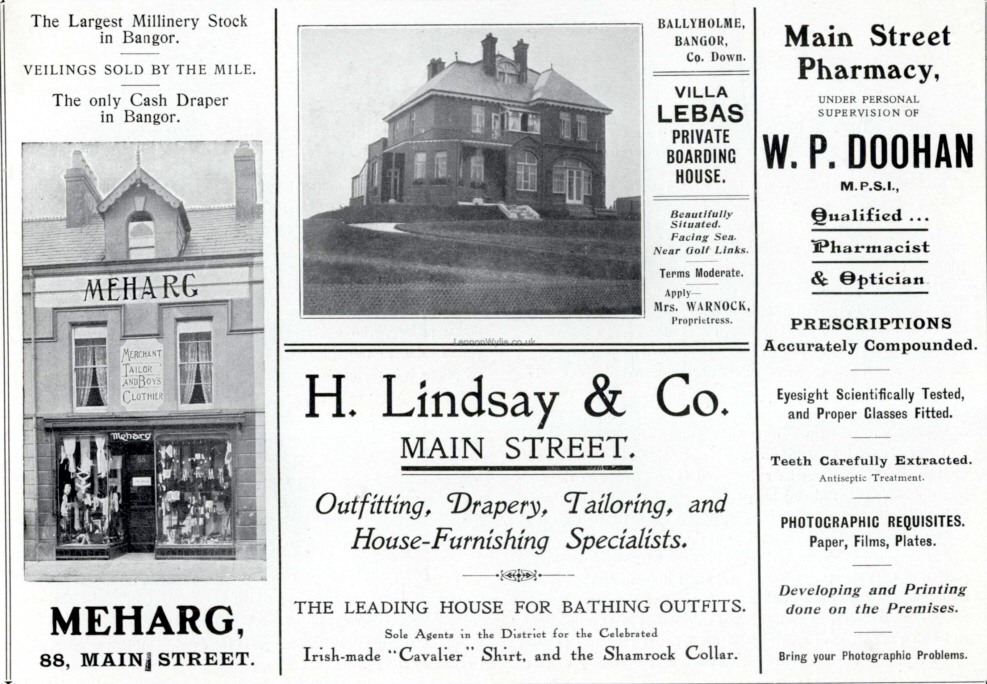 The Largest Millinery Stock
in Bangor.
VEILINGS SOLD BY THE MILE.
The only Cash Draper
in Bangor.
MEHARG
MERCHANT
TAILOR
AND BOYS
CLOTHIER
Meharg
MEHARG,
88, MAIN STREET.
BALLYHOLME,
BANGOR,
Co. Down.
VILLA
LEBAS
PRIVATE
BOARDING
HOUSE.
Beautifully
Situated.
Facing Sea.
Near Golf Links.
Terms Moderate.
Apply—
Mrs. WARNOCK,
Proprietress.
LennonWylie.co.uk
H. Lindsay & Co.
MAIN STREET.
Outfitting, Drapery, Tailoring, and
House-Furnishing Specialists.
THE LEADING HOUSE FOR BATHING OUTFITS.
Sole Agents in the District for the Celebrated
Irish-made "Cavalier" Shirt, and the Shamrock Collar.
Main Street
Pharmacy,
UNDER PERSONAL
SUPERVISION OF
W. P. DOOHAN
M.P.S.I.,
Qualified ...
Pharmacist
& Optician
PRESCRIPTIONS
Accurately Compounded.
Eyesight Scientifically Tested,
and Proper Glasses Fitted.
Teeth Carefully Extracted.
Antiseptic Treatment.
PHOTOGRAPHIC REQUISITES.
Paper, Films, Plates.
Developing and Printing
done on the Premises.
Bring your Photographic Problems.